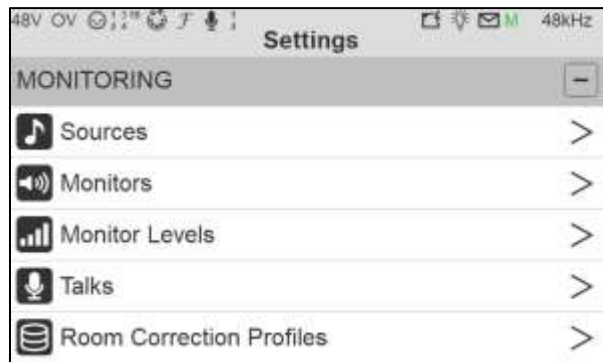 48V OV M 48kHz
Settings
MONITORING
Sources
Monitors
Monitor Levels
Talks
Room Correction Profiles